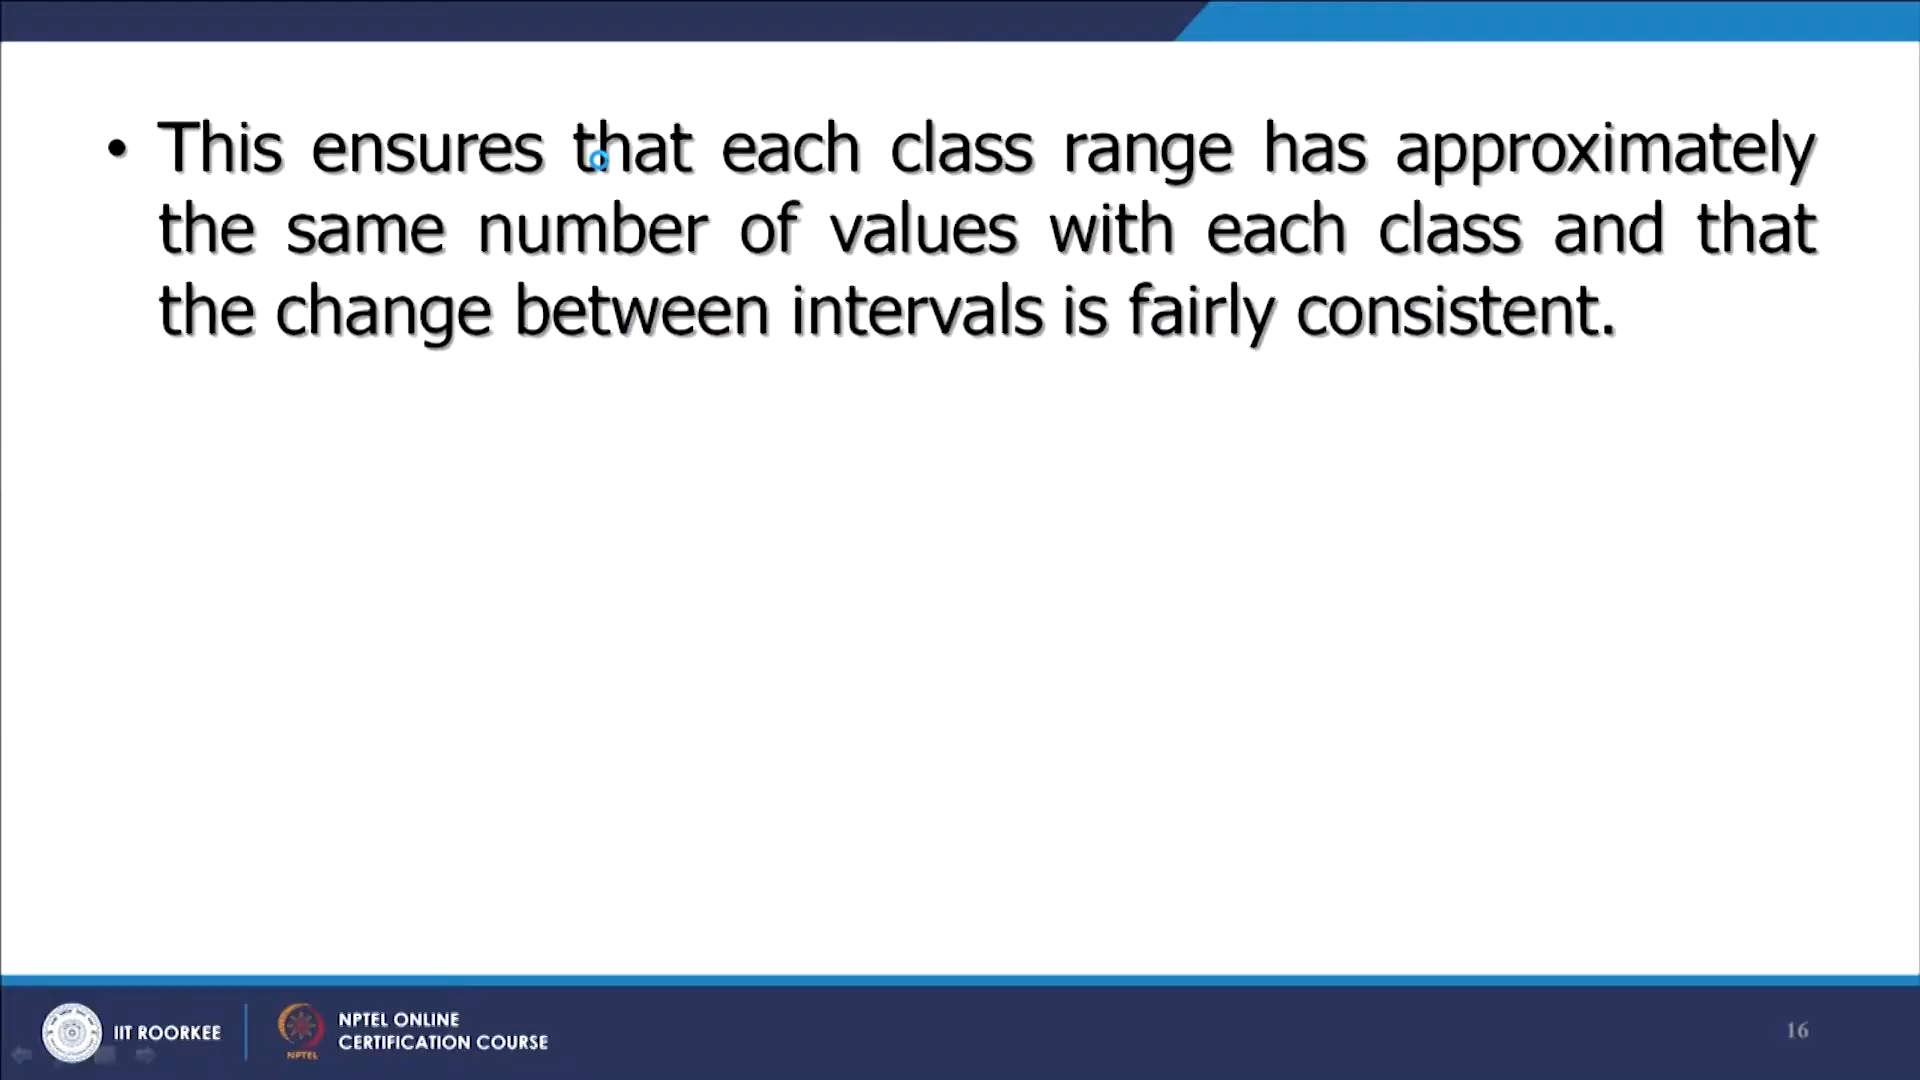 • This ensures that each class range has approximately
the same number of values with each class and that
the change between intervals is fairly consistent.
IIT ROORKEE
NPTEL
NPTEL ONLINE
CERTIFICATION COURSE
16